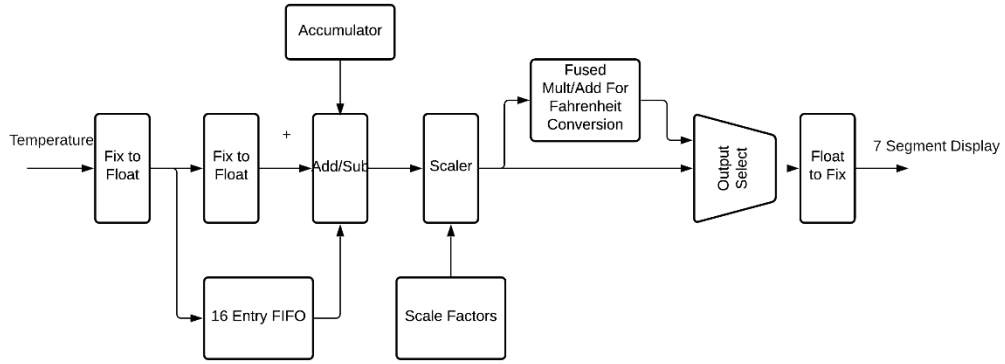 Accumulator
Fused
Mult/Add For
Fahrenheit
Conversion
Temperature
Fix to
Float
Fix to
Float
+
Add/Sub
Scaler
Output
Select
Float
to Fix
7 Segment Display
16 Entry FIFO
Scale Factors